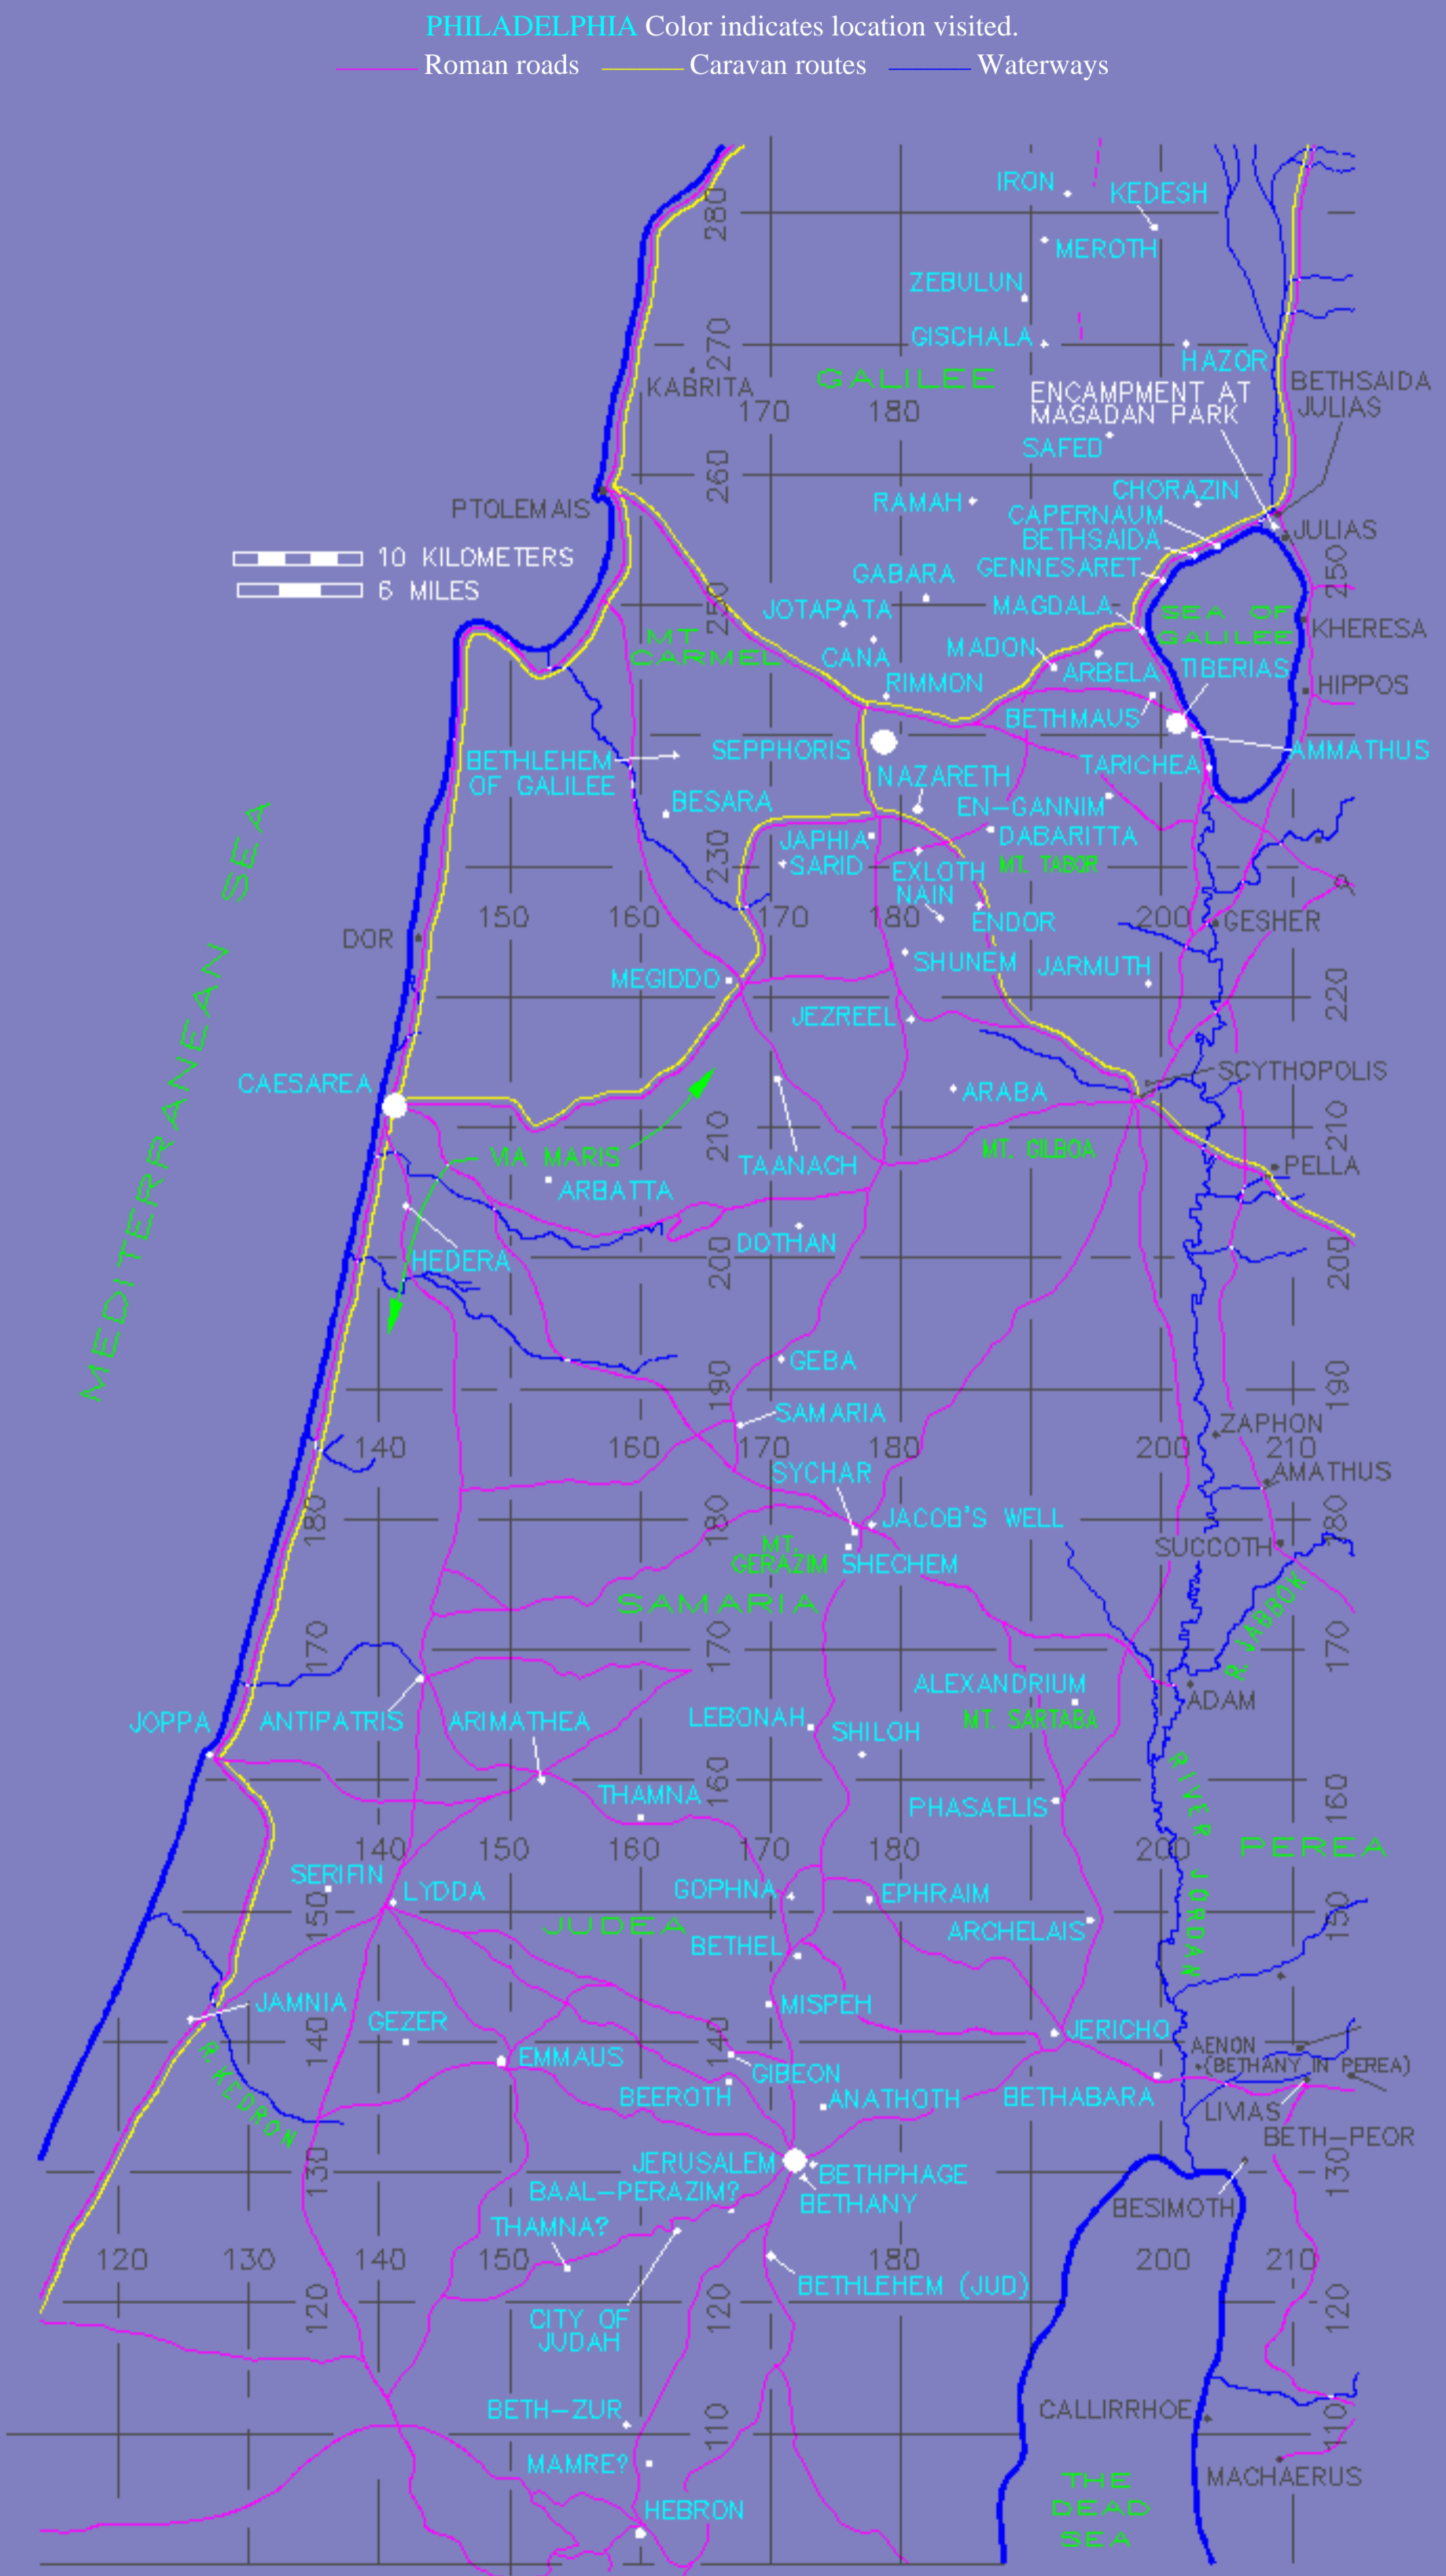 PHILADELPHIA Color indicates location visited.
Roman roads Caravan routes Waterways
IRON
KEDESH
280
MEROTH
ZEBULUN
GISCHALA
270
HAZOR
KABRITA
GALILEE
BETHSAIDA
JULIAS
ENCAMPMENT AT
MAGADAN PARK
170
180
SAFED
260
PTOLEMAIS
RAMAH
CHORAZIN
CAPERNAUM
BETHSAIDA
JULIAS
10 KILOMETERS
6 MILES
GABARA
GENNESARET
250
JOTAPATA
MAGDALA
250
SEA OF
GALILEE
KHERESA
MT
CARMEL
CANA
MADON
ARBELA
TIBERIAS
RIMMON
HIPPOS
BETHMAUS
SEPPHORIS
AMMATHUS
BETHLEHEM
OF GALILEE
TARICHEA
NAZARETH
BESARA
EN-GANNIM
JAPHIA
DABARITTA
MEDITERRANEAN SEA
230
SARID
EXLOTH
MT. TABOR
NAIN
150
160
170
180
ENDOR
200
GESHER
DOR
SHUNEM
JARMUTH
MEGIDDO
220
JEZREEL
CAESAREA
SCYTHOPOLIS
ARABA
210
210
VIA MARIS
MT. GILBOA
TAANACH
PELLA
ARBATTA
DOTHAN
HEDERA
200
200
GEBA
190
190
SAMARIA
ZAPHON
140
160
170
180
200
210
SYCHAR
AMATHUS
180
180
180
JACOB'S WELL
MT.
GERAZIM
SHECHEM
SUCCOTH
SAMARIA
R. JABBOK
170
170
170
ALEXANDRIUM
ADAM
JOPPA
ANTIPATRIS
ARIMATHEA
LEBONAH
SHILOH
MT. SARTABA
THAMNA
160
160
PHASAELIS
RIVER JORDAN
PEREA
140
150
170
180
200
SERIFIN
LYDDA
GOPHNA
EPHRAIM
150
150
JUDEA
ARCHELAIS
BETHEL
JAMNIA
GEZER
MISPEH
JERICHO
140
140
R. KEDRON
EMMAUS
GIBEON
AENON
(BETHANY IN PEREA)
BEEROTH
ANATHOTH
BETHABARA
LIVIAS
BETH-PEOR
JERUSALEM
130
130
BETHPHAGE
BAAL-PERAZIM?
BETHANY
BESIMOTH
THAMNA?
120
130
140
150
180
200
210
BETHLEHEM (JUD)
120
120
120
CITY OF
JUDAH
BETH-ZUR
110
CALLIRRHOE
110
MAMRE?
MACHAERUS
THE
DEAD
SEA
HEBRON